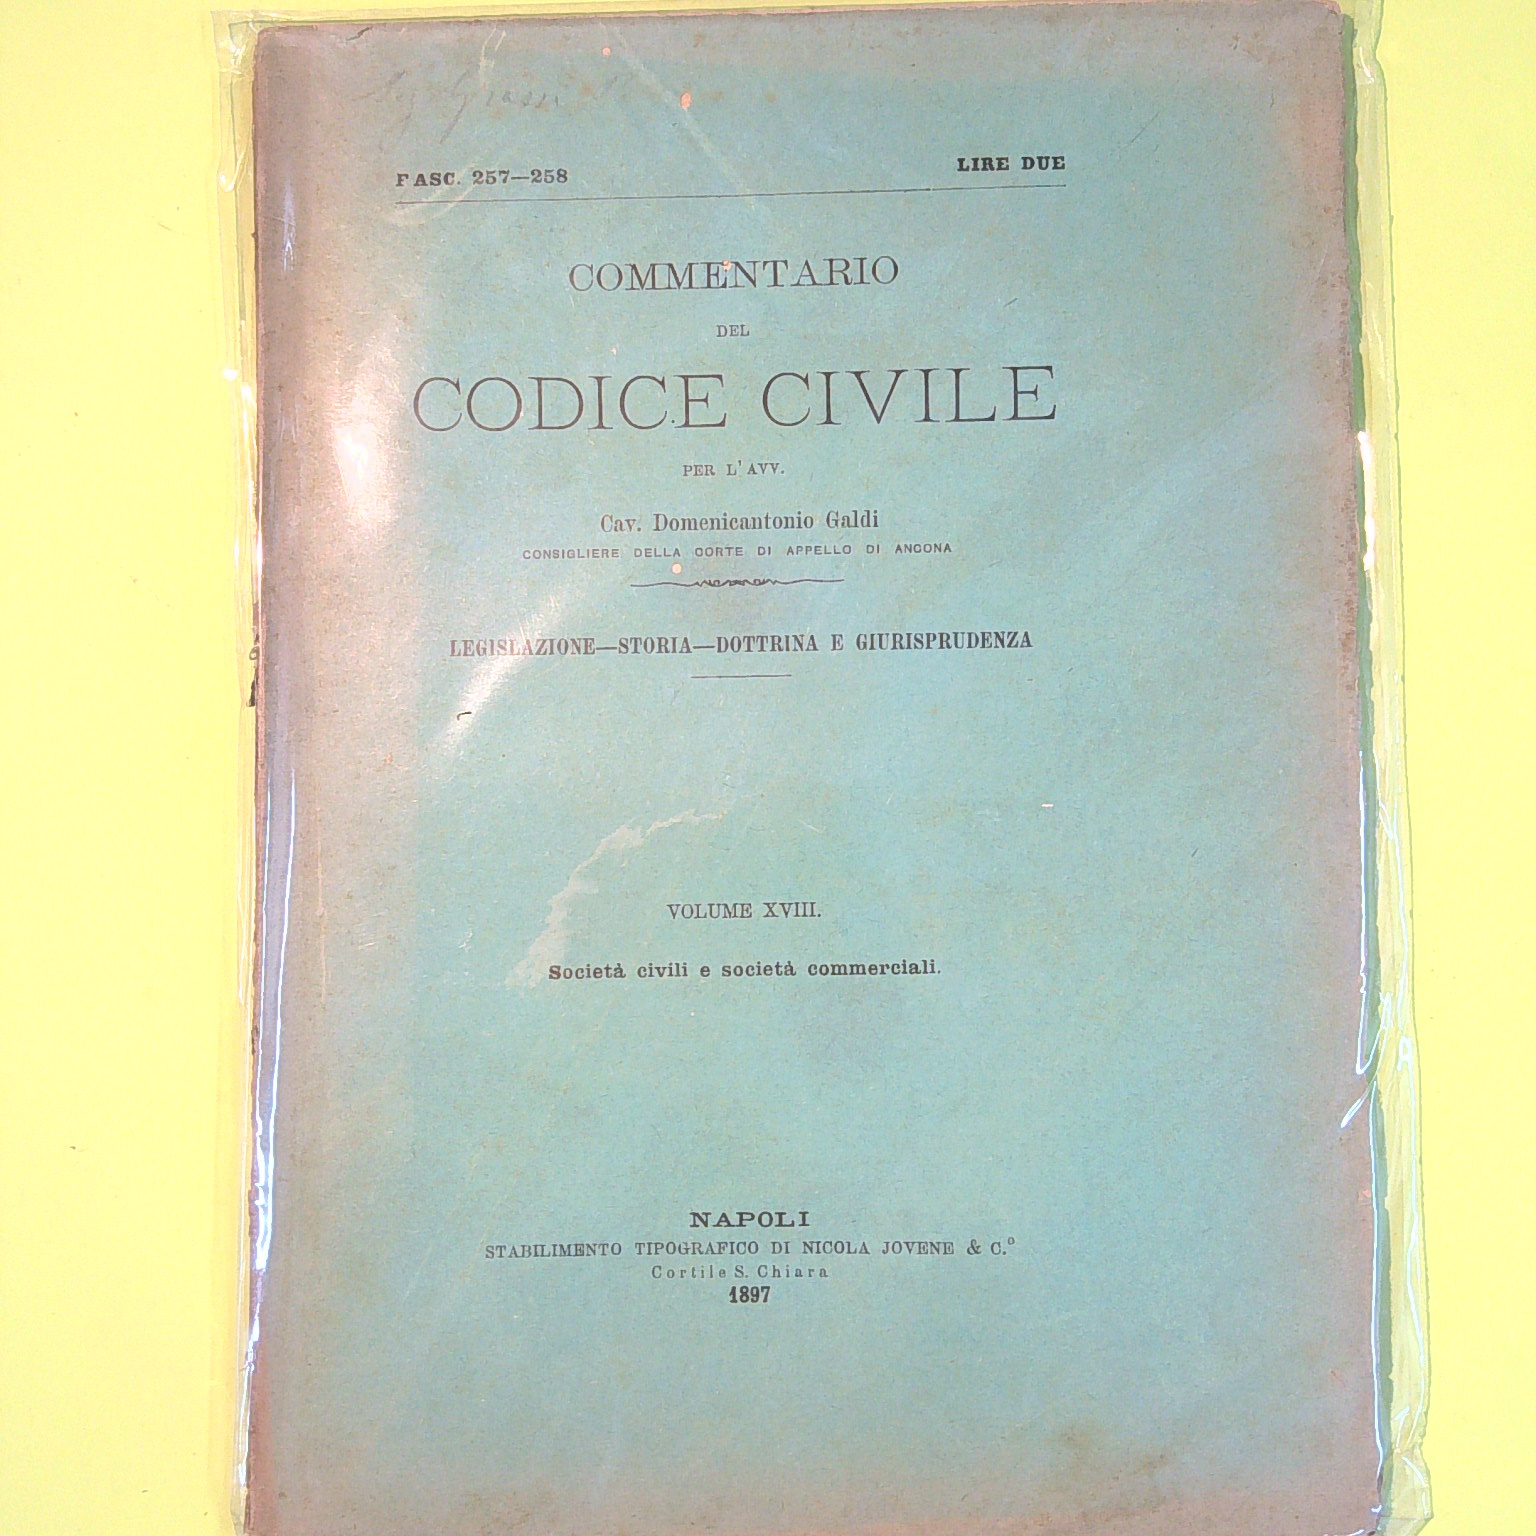 FASC. 257—258
LIRE DUE
COMMENTARIO
DEL
CODICE CIVILE
PER L'AVV.
Cav. Domenicantonio Galdi
CONSIGLIERE DELLA CORTE DI APPELLO DI ANCONA
LEGISLAZIONE—STORIA—DOTTRINA E GIURISPRUDENZA
VOLUME XVIII.
Società civili e società commerciali.
NAPOLI
STABILIMENTO TIPOGRAFICO DI NICOLA JOVENE & C.º
Cortile S. Chiara
1897